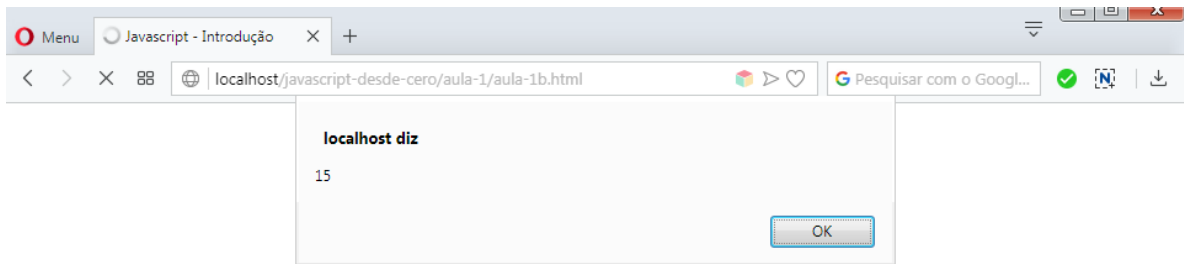 Menu
Javascript - Introdução
localhost/javascript-desde-cero/aula-1/aula-1b.html
G Pesquisar com o Googl...
N
localhost diz
15
OK